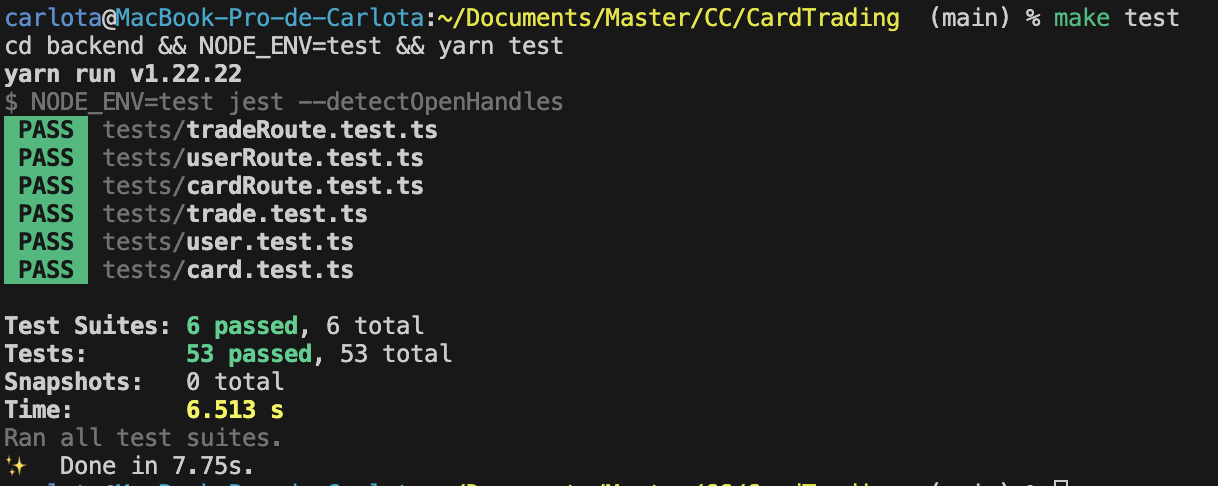 carlota@MacBook-Pro-de-Carlota:~/Documents/Master/CC/CardTrading (main) % make test
cd backend && NODE_ENV=test && yarn test
yarn run v1.22.22
$ NODE_ENV=test jest --detectOpenHandles
PASS tests/tradeRoute.test.ts
PASS tests/userRoute.test.ts
PASS tests/cardRoute.test.ts
PASS tests/trade.test.ts
PASS tests/user.test.ts
PASS tests/card.test.ts
Test Suites: 6 passed, 6 total
Tests: 53 passed, 53 total
Snapshots: 0 total
Time: 6.513 s
Ran all test suites.
✨ Done in 7.75s.